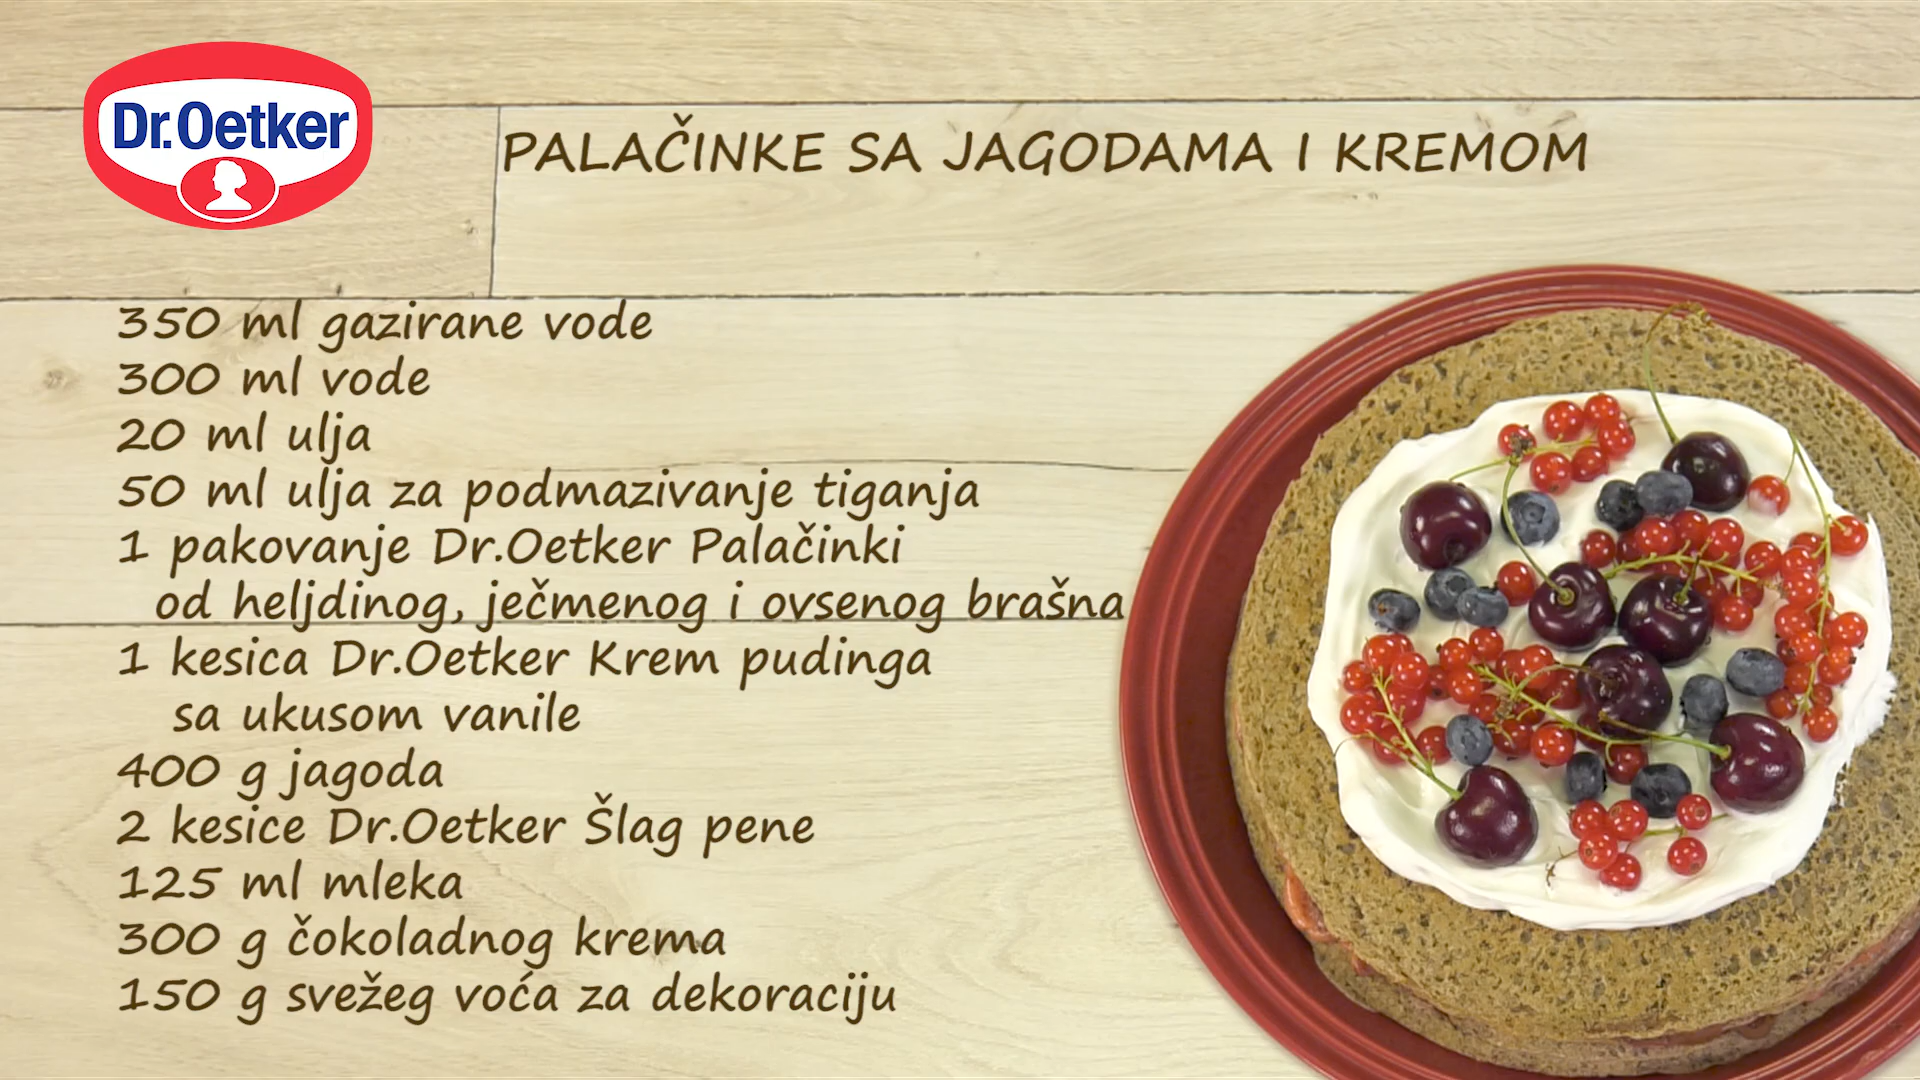 Dr.Oetker
PALAČINKE SA JAGODAMA I KREMOM
350 ml gazirane vode
300 ml vode
20 ml ulja
50 ml ulja za podmazivanje tiganja
1 pakovanje Dr.Oetker Palačinki
od heljdinog, ječmenog i ovsenog brašna
1 kesica Dr.Oetker Krem pudinga
sa ukusom vanile
400 g jagoda
2 kesice Dr.Oetker Šlag pene
125 ml mleka
300 g čokoladnog krema
150 g svežeg voća za dekoraciju